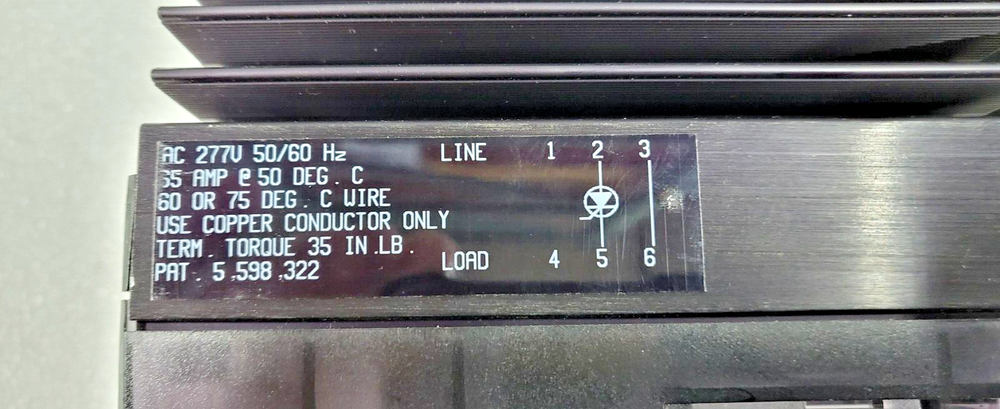 AC 277V 50/60 Hz
AMP @ 50 DEG. C
60 OR 75 DEG. C WIRE
USE COPPER CONDUCTOR ONLY
TERM. TORQUE 35 IN.LB.
PAT. 5,598,322
LINE 1 2 3
LOAD 4 5 6